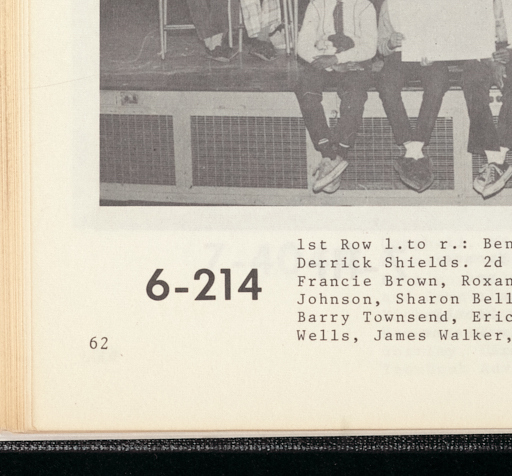 1st Row l.to r.: Ben
Derrick Shields. 2d
Francie Brown, Roxan
Johnson, Sharon Bell
Barry Townsend, Eric
Wells, James Walker,
6-214
62